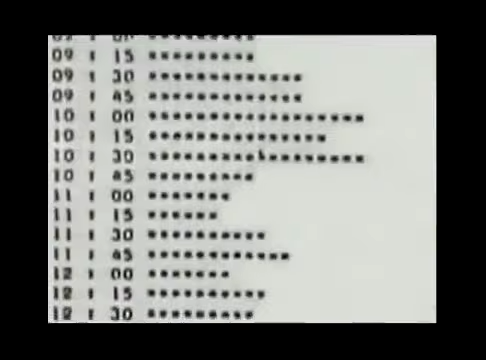 09 : 15 *********
09 : 30 *************
09 : 45 *************
10 : 00 ******************
10 : 15 ***************
10 : 30 ******************
10 : 45 *********
11 : 00 *******
11 : 15 ******
11 : 30 **********
11 : 45 ************
12 : 00 *******
12 : 15 **********
12 : 30 *********